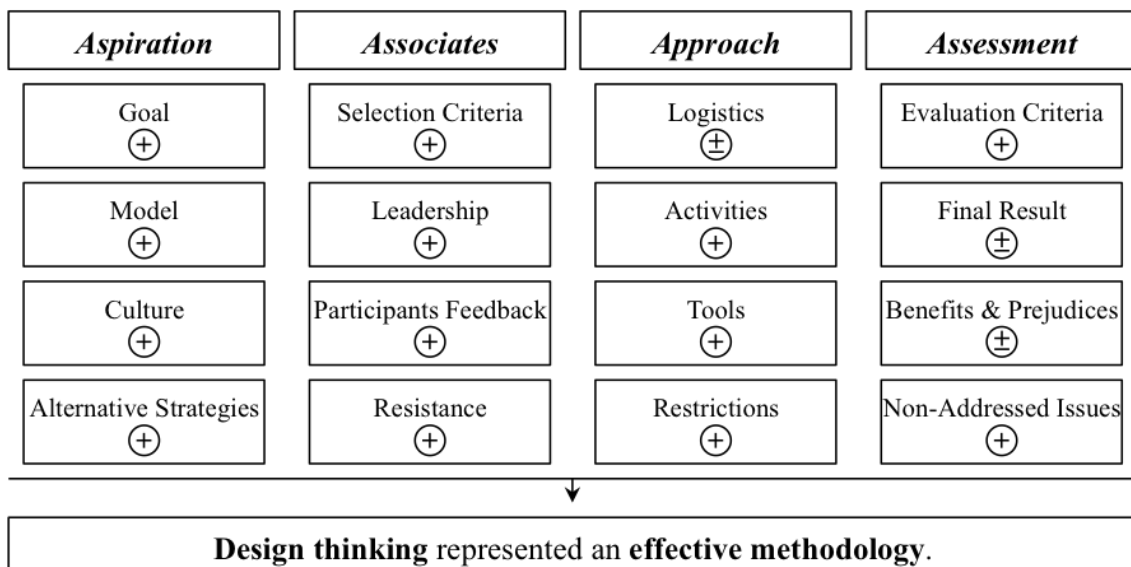 Aspiration Associates Approach Assessment
Goal Selection Criteria Logistics Evaluation Criteria
+ + ± +
Model Leadership Activities Final Result
+ + + ±
Culture Participants Feedback Tools Benefits & Prejudices
+ + + ±
Alternative Strategies Resistance Restrictions Non-Addressed Issues
+ + + +
Design thinking represented an effective methodology.